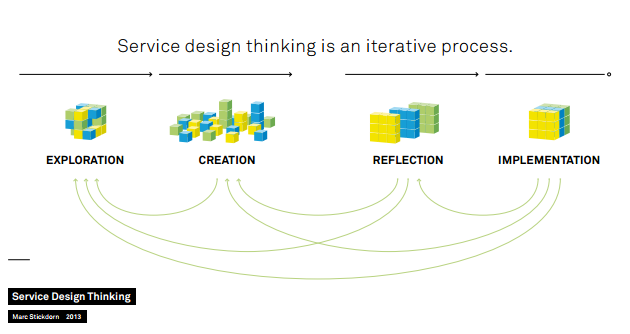 Service design thinking is an iterative process.
EXPLORATION
CREATION
REFLECTION
IMPLEMENTATION
Service Design Thinking
Marc Stickdorn 2013